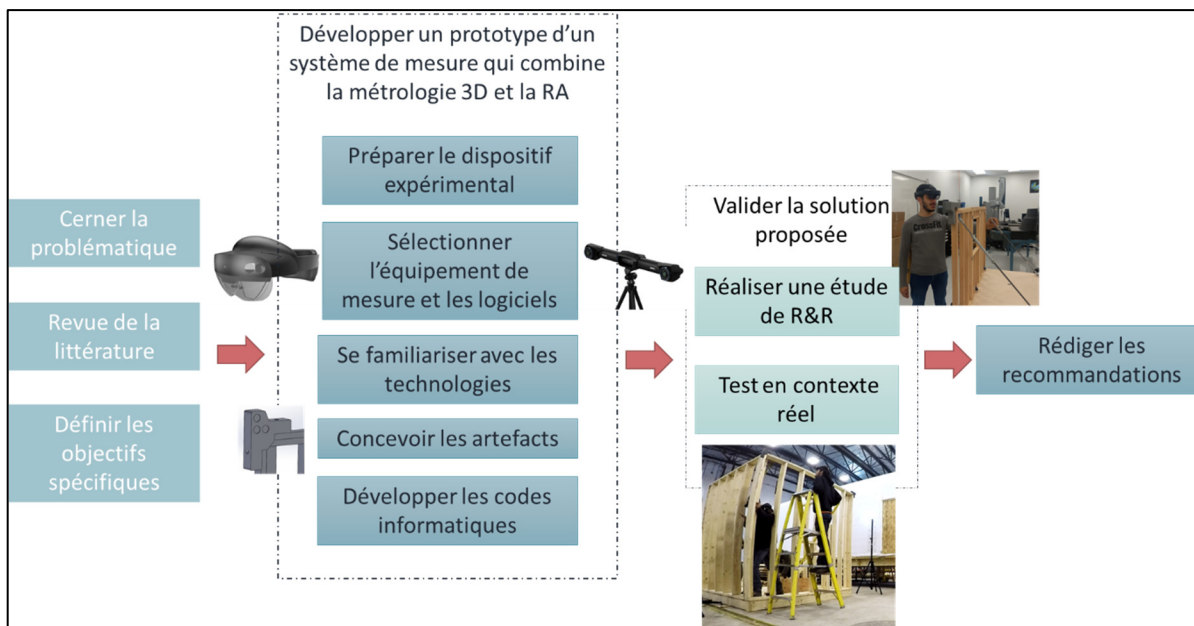 Cerner la
problématique
Revue de la
littérature
Définir les
objectifs
spécifiques
Développer un prototype d'un
système de mesure qui combine
la métrologie 3D et la RA
Préparer le dispositif
expérimental
Sélectionner
l'équipement de
mesure et les logiciels
Se familiariser avec les
technologies
Concevoir les artefacts
Développer les codes
informatiques
Valider la solution
proposée
Réaliser une étude
de R&R
Test en contexte
réel
Rédiger les
recommandations